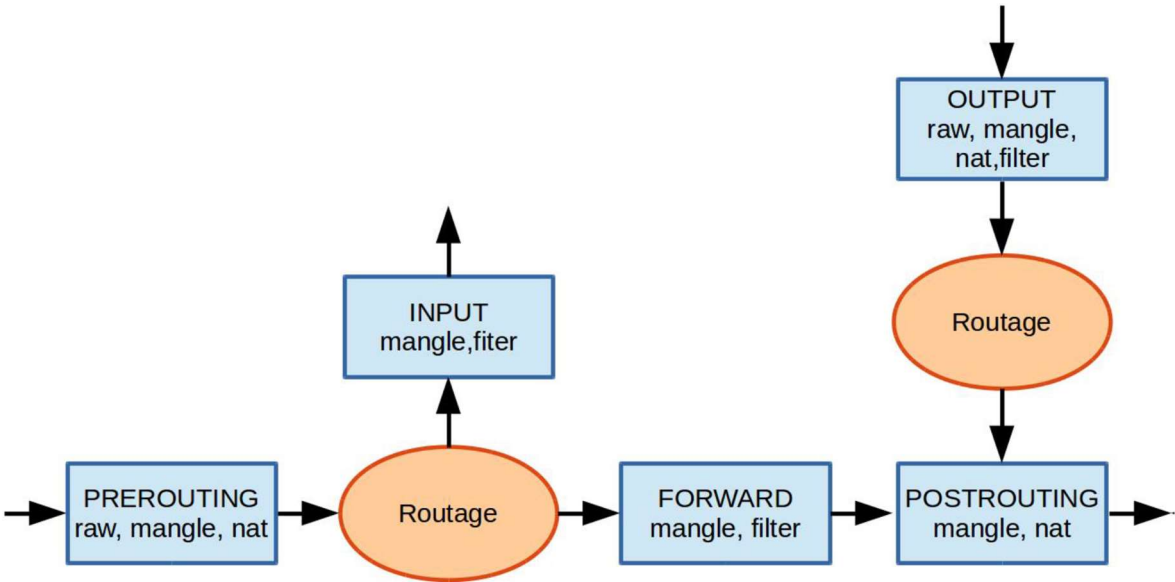 OUTPUT
raw, mangle,
nat,filter
Routage
INPUT
mangle,fiter
PREROUTING
raw, mangle, nat
Routage
FORWARD
mangle, filter
POSTROUTING
mangle, nat